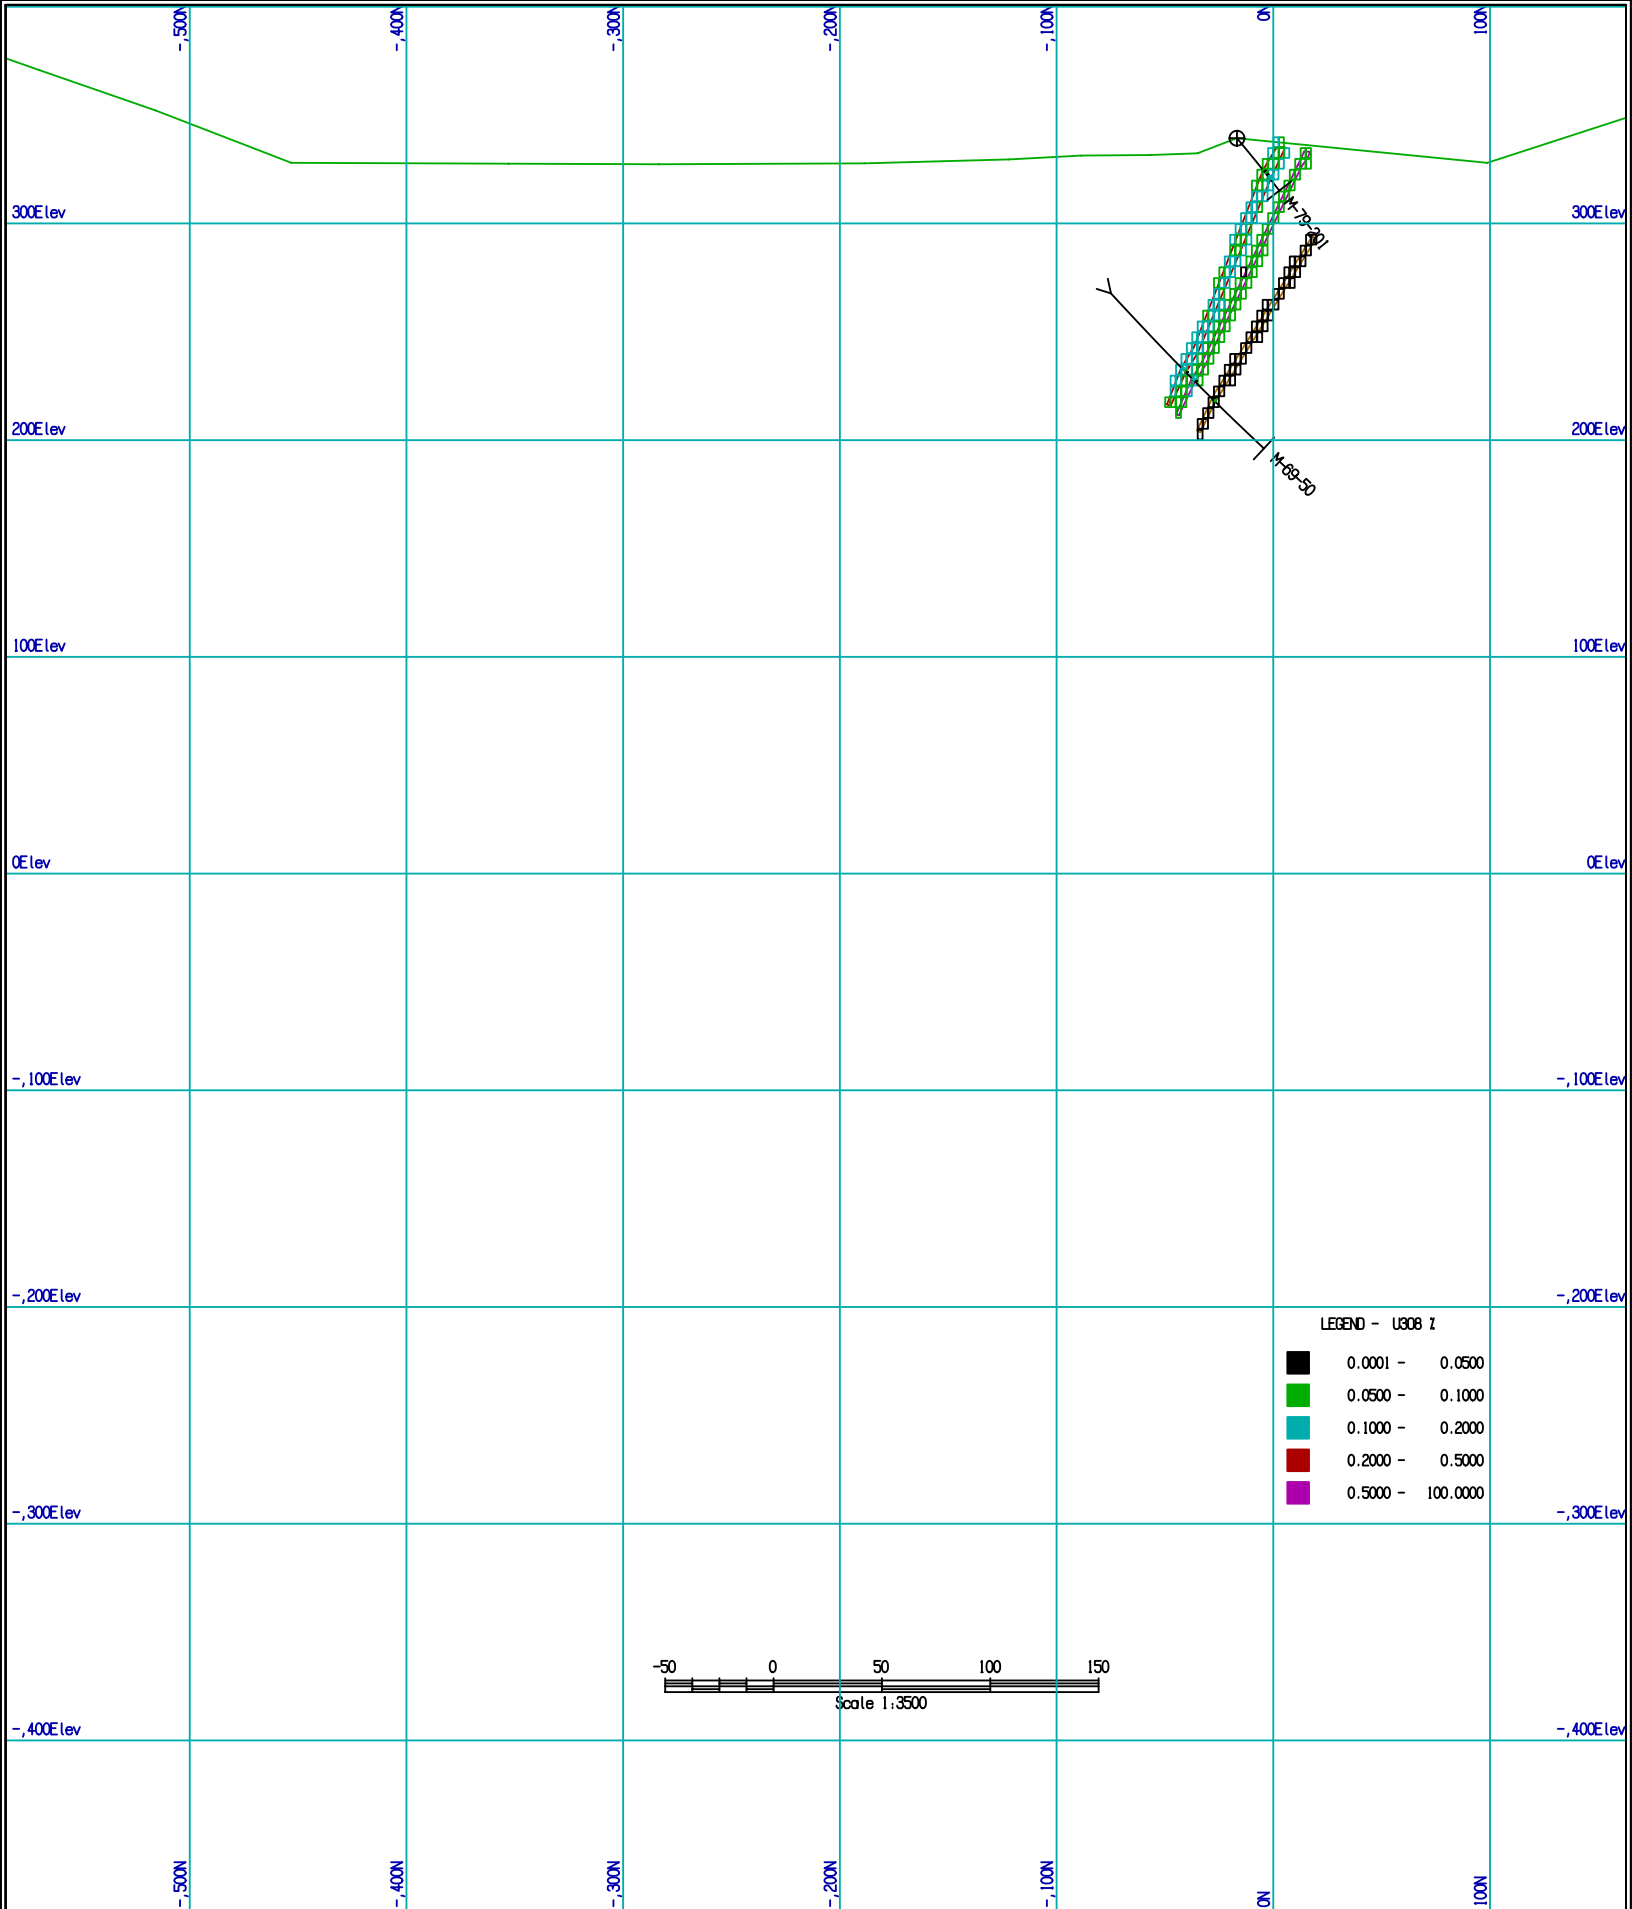 -,500N -,400N -,300N -,200N -,100N 0N 100N
300Elev 300Elev
M-79-201
200Elev 200Elev
M-69-50
100Elev 100Elev
0Elev 0Elev
-,100Elev -,100Elev
-,200Elev -,200Elev
LEGEND - U3O8 %
0.0001 - 0.0500
0.0500 - 0.1000
0.1000 - 0.2000
0.2000 - 0.5000
0.5000 - 100.0000
-,300Elev -,300Elev
-50 0 50 100 150
Scale 1:3500
-,400Elev -,400Elev
-,500N -,400N -,300N -,200N -,100N 0N 100N